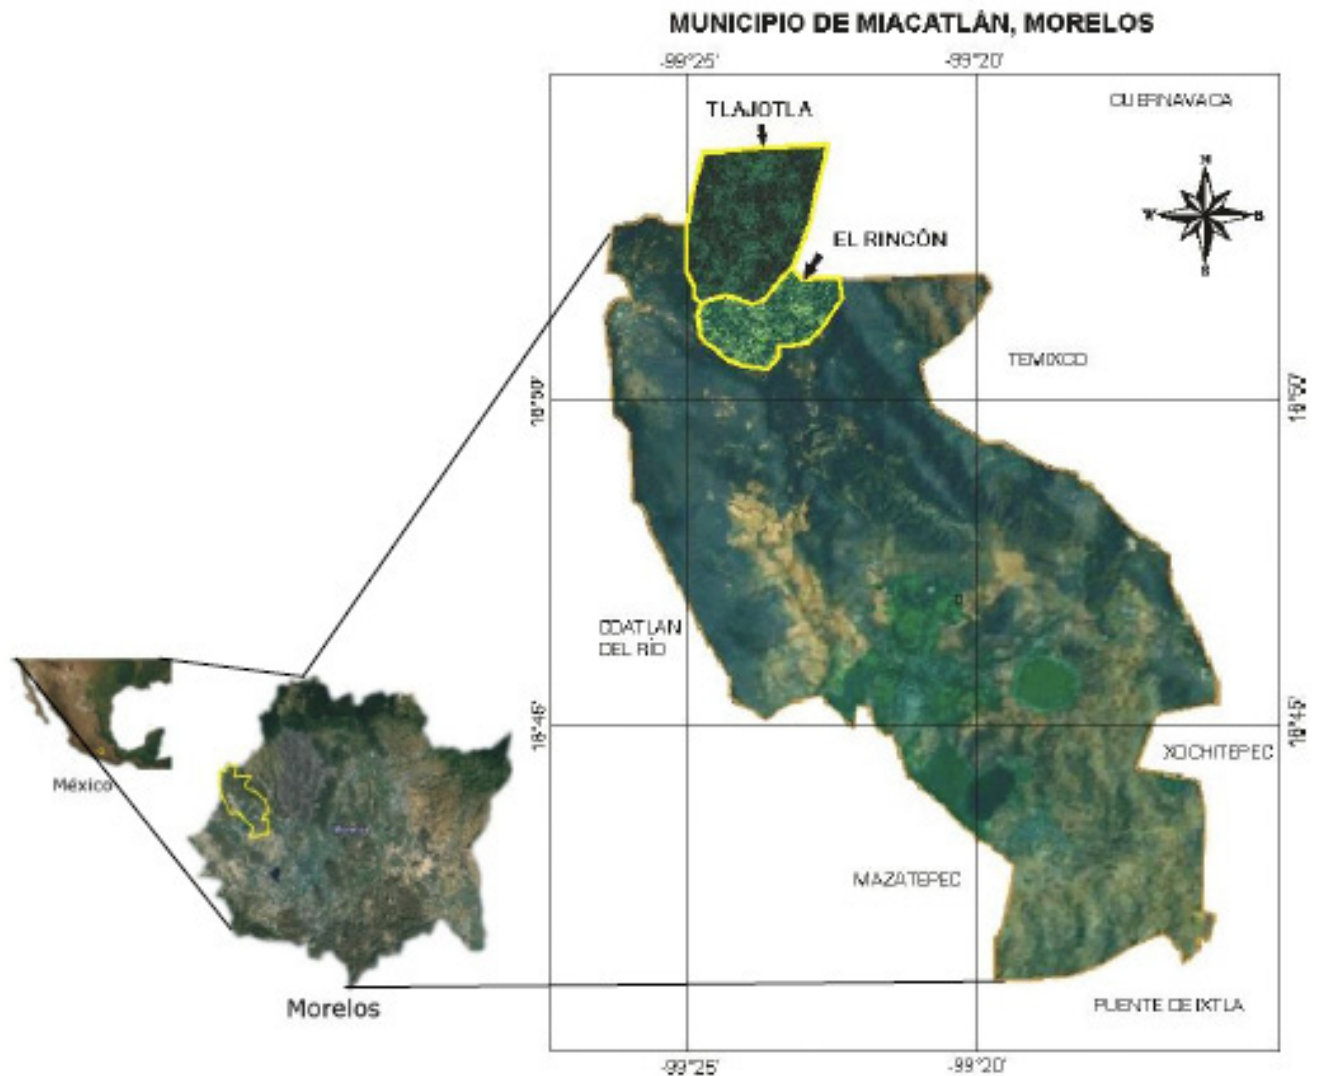 MUNICIPIO DE MIACATLÁN, MORELOS
-99°25'
-99°20'
CUERNAVACA
TLAJOTLA
N
W
E
S
EL RINCÓN
TEMIXCO
18°50'
18°50'
COATLAN
DEL RÍO
18°45'
18°45'
XOCHITEPEC
México
Morelos
MAZATEPEC
Morelos
PUENTE DE IXTLA
-99°25'
-99°20'